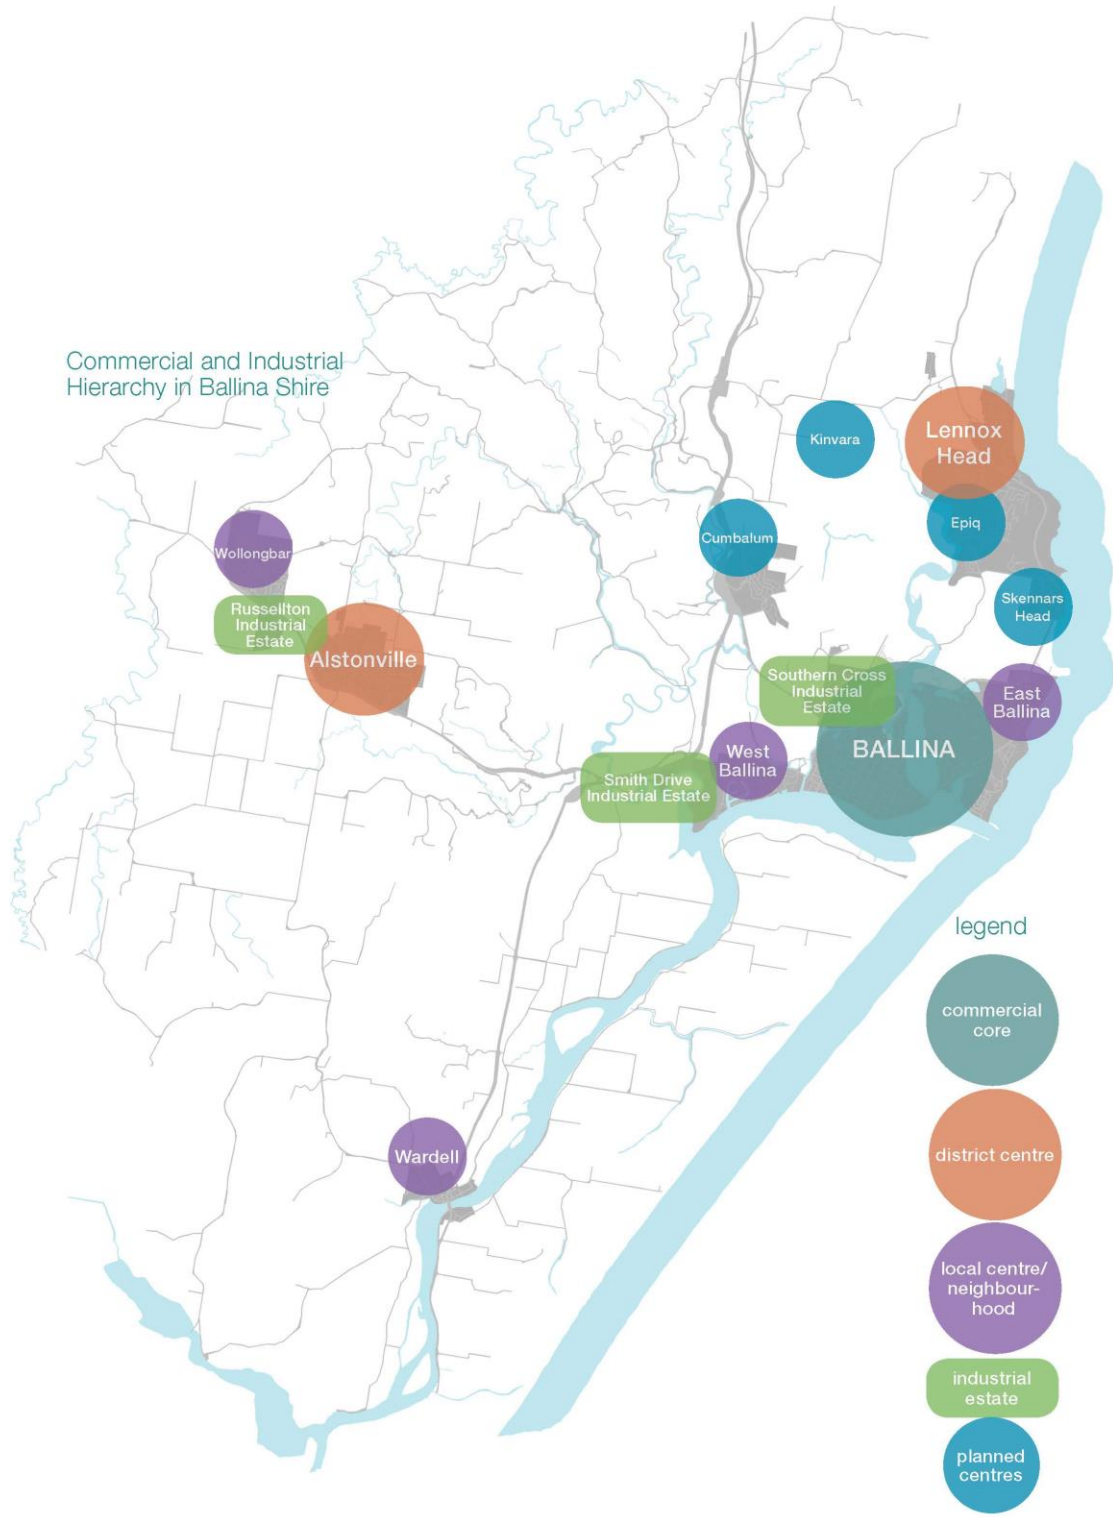 Commercial and Industrial
Hierarchy in Ballina Shire
Kinvara
Lennox
Head
Epiq
Cumbalum
Wollongbar
Skennars
Head
Russellton
Industrial
Estate
Alstonville
Southern Cross
Industrial
Estate
East
Ballina
West
Ballina
BALLINA
Smith Drive
Industrial Estate
Wardell
legend
commercial
core
district centre
local centre/
neighbour-
hood
industrial
estate
planned
centres